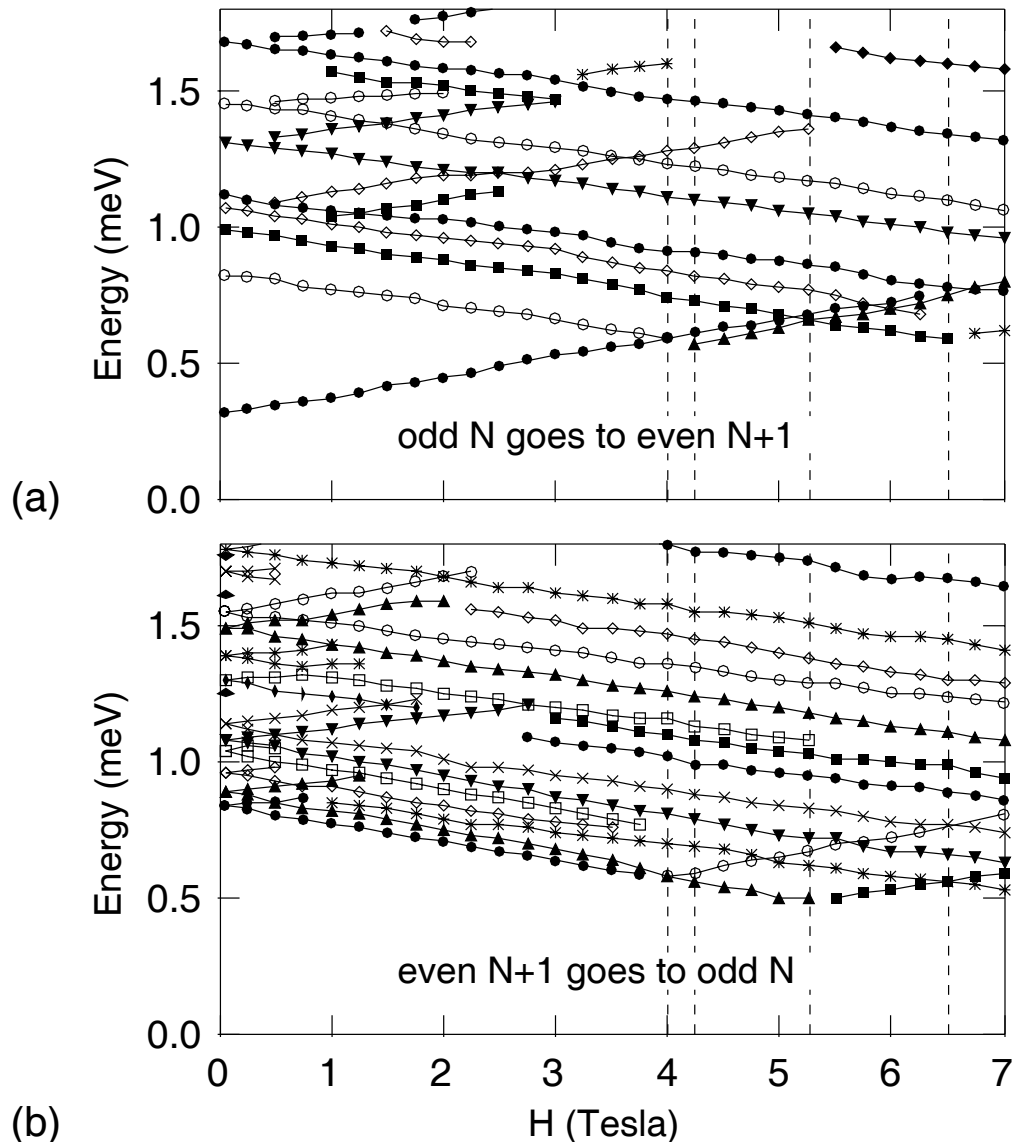 Energy (meV)
1.5
1.0
0.5
0.0
odd N goes to even N+1
(a)
Energy (meV)
1.5
1.0
0.5
0.0
even N+1 goes to odd N
0 1 2 3 4 5 6 7
H (Tesla)
(b)